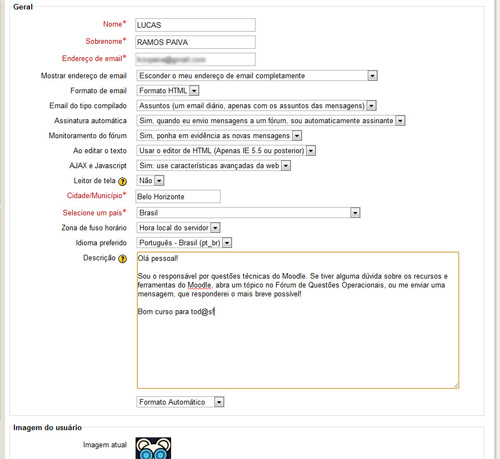 Geral
Nome* LUCAS
Sobrenome* RAMOS PAIVA
Endereço de email*
Mostrar endereço de email Esconder o meu endereço de email completamente
Formato de email Formato HTML
Email do tipo compilado Assuntos (um email diário, apenas com os assuntos das mensagens)
Assinatura automática Sim, quando eu envio mensagens a um fórum, sou automaticamente assinante
Monitoramento do fórum Sim, ponha em evidência as novas mensagens
Ao editar o texto Usar o editor de HTML (Apenas IE 5.5 ou posterior)
AJAX e Javascript Sim: use características avançadas da web
Leitor de tela ? Não
Cidade/Município* Belo Horizonte
Selecione um país* Brasil
Zona de fuso horário Hora local do servidor
Idioma preferido Português - Brasil (pt_br)
Descrição ? Olá pessoal!
Sou o responsável por questões técnicas do Moodle. Se tiver alguma dúvida sobre os recursos e
ferramentas do Moodle, abra um tópico no Fórum de Questões Operacionais, ou me enviar uma
mensagem, que responderei o mais breve possível!
Bom curso para tod@sf
Formato Automático
Imagem do usuário
Imagem atual